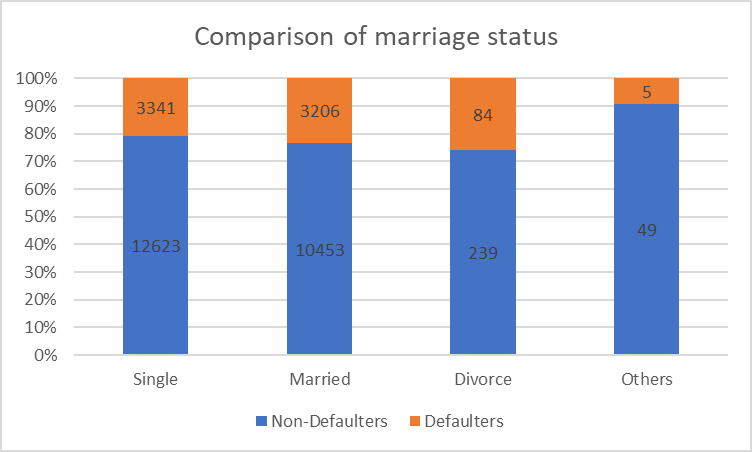 Comparison of marriage status
100%
90%
80%
70%
60%
50%
40%
30%
20%
10%
0%
3341 3206 84 5
12623 10453 239 49
Single Married Divorce Others
Non-Defaulters Defaulters